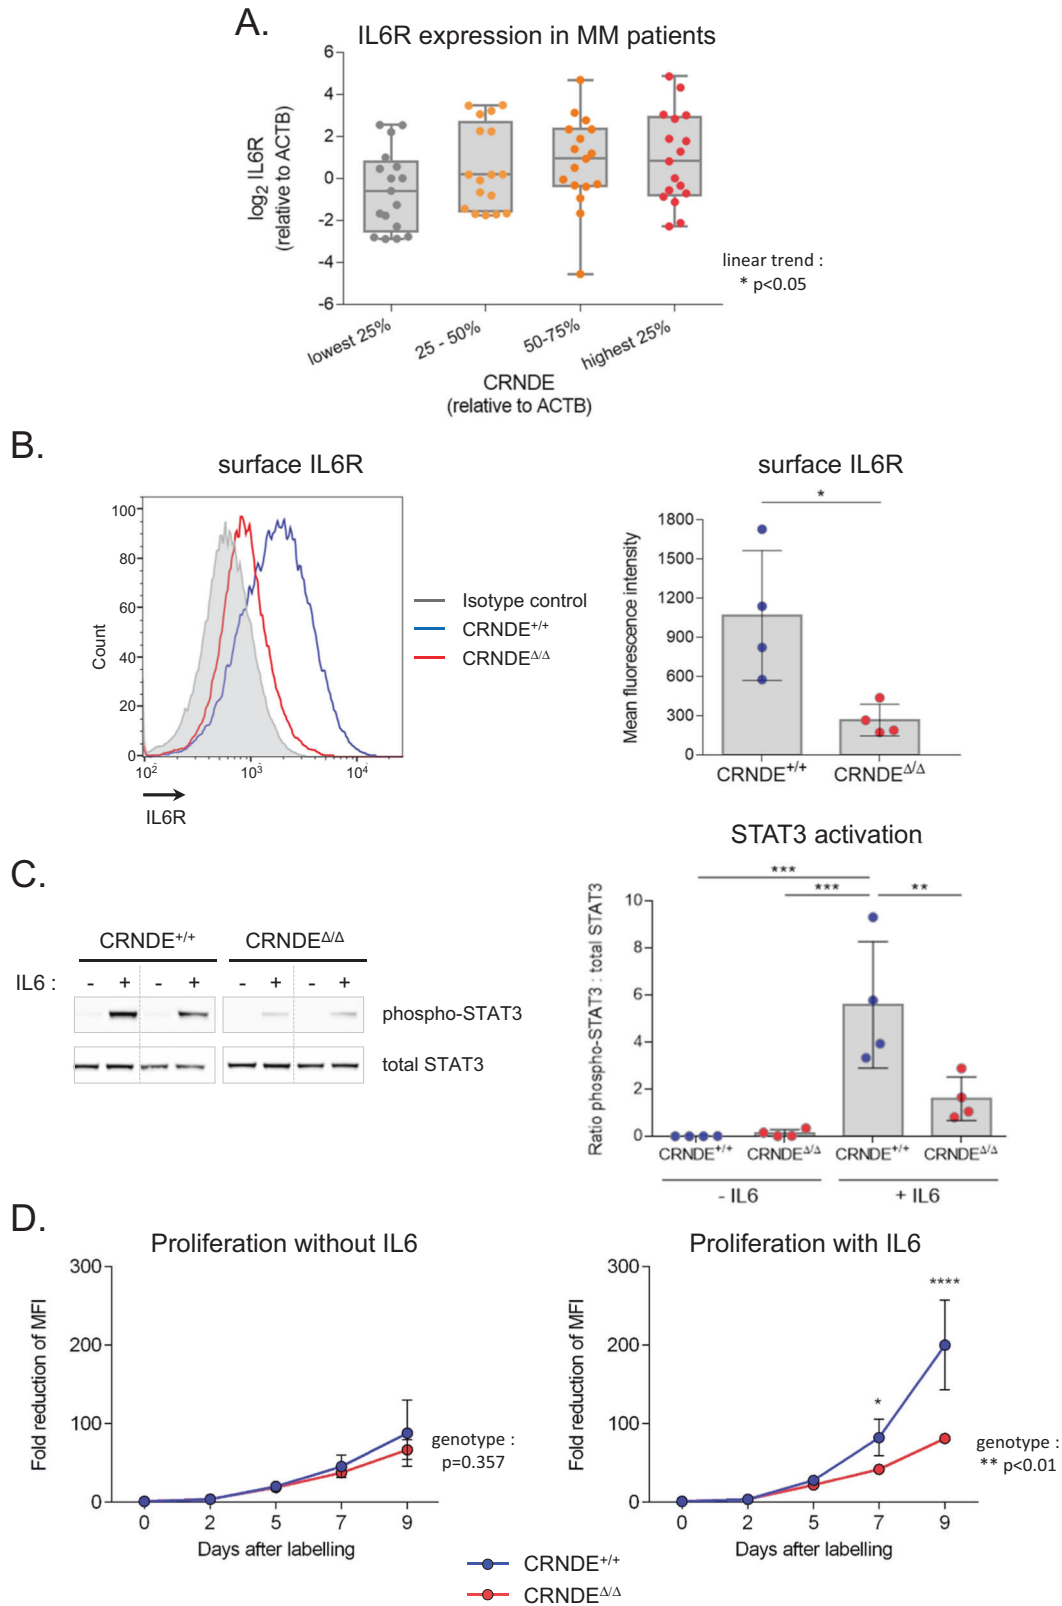 A.
IL6R expression in MM patients
log2 IL6R
(relative to ACTB)
6
4
2
0
-2
-4
-6
linear trend :
* p<0.05
lowest 25%
25 - 50%
50-75%
highest 25%
CRNDE
(relative to ACTB)
B.
surface IL6R
Count
100
80
60
40
20
0
10²
10³
10⁴
IL6R
Isotype control
CRNDE+/+
CRNDEΔ/Δ
surface IL6R
*
Mean fluorescence intensity
1800
1500
1200
900
600
300
0
CRNDE+/+
CRNDEΔ/Δ
C.
CRNDE+/+ CRNDEΔ/Δ
IL6 : - + - + - + - +
phospho-STAT3
total STAT3
STAT3 activation
***
*** **
Ratio phospho-STAT3 : total STAT3
10
8
6
4
2
0
CRNDE+/+ CRNDEΔ/Δ CRNDE+/+ CRNDEΔ/Δ
- IL6 + IL6
D.
Proliferation without IL6
Fold reduction of MFI
300
200
100
0
0 2 5 7 9
Days after labelling
genotype :
p=0.357
Proliferation with IL6
Fold reduction of MFI
300
200
100
0
****
*
0 2 5 7 9
Days after labelling
genotype :
** p<0.01
CRNDE+/+
CRNDEΔ/Δ